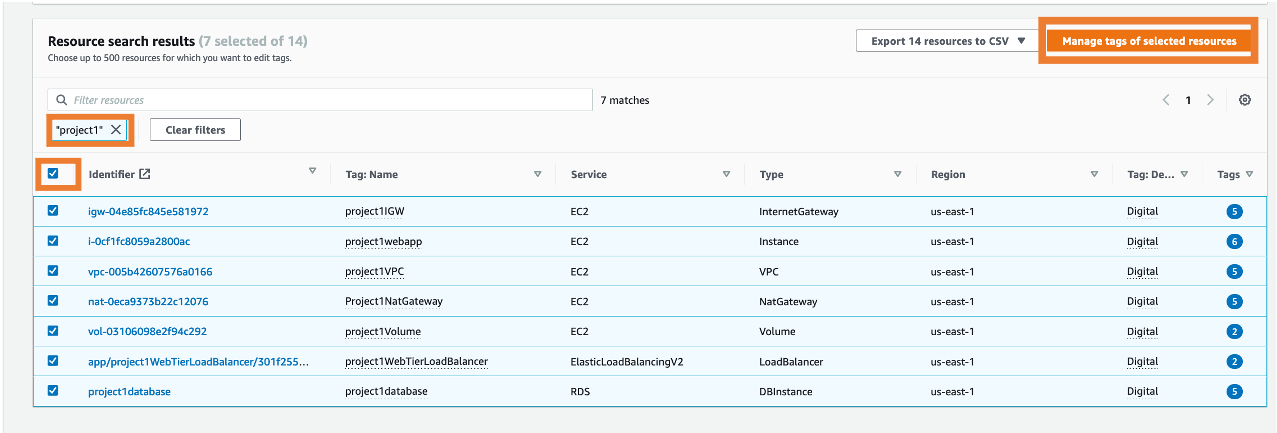 Resource search results (7 selected of 14)
Choose up to 500 resources for which you want to edit tags.
Export 14 resources to CSV
Manage tags of selected resources
Filter resources
7 matches
1
"project1"
Clear filters
Identifier Tag: Name Service Type Region Tag: De... Tags
igw-04e85fc845e581972 project1IGW EC2 InternetGateway us-east-1 Digital 5
i-0cf1fc8059a2800ac project1webapp EC2 Instance us-east-1 Digital 6
vpc-005b42607576a0166 project1VPC EC2 VPC us-east-1 Digital 5
nat-0eca9373b22c12076 Project1NatGateway EC2 NatGateway us-east-1 Digital 5
vol-03106098e2f94c292 project1Volume EC2 Volume us-east-1 Digital 2
app/project1WebTierLoadBalancer/301f255... project1WebTierLoadBalancer ElasticLoadBalancingV2 LoadBalancer us-east-1 Digital 2
project1database project1database RDS DBInstance us-east-1 Digital 5